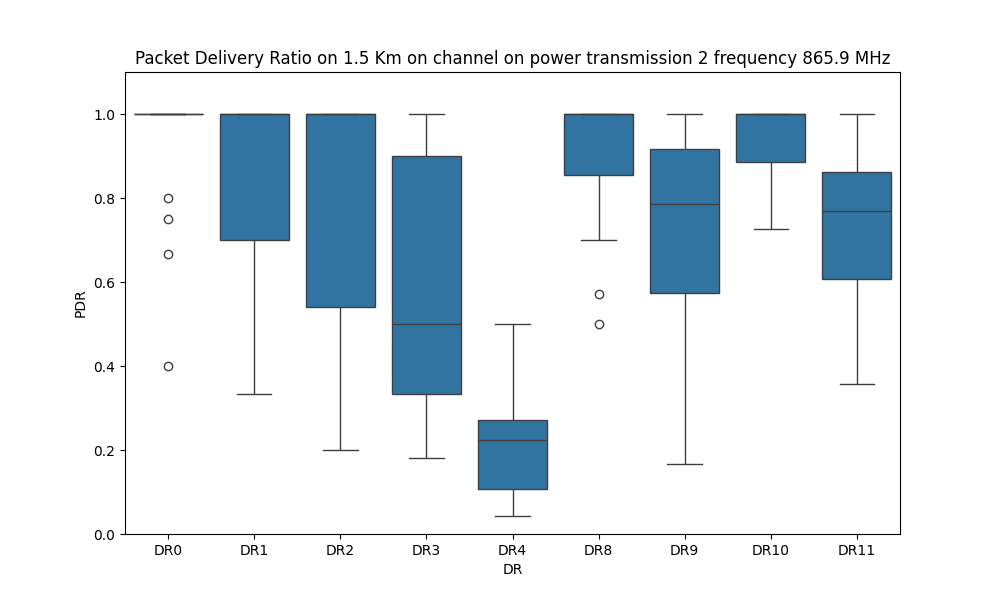 Packet Delivery Ratio on 1.5 Km on channel on power transmission 2 frequency 865.9 MHz
1.0
0.8
0.6
0.4
0.2
0.0
PDR
DR0 DR1 DR2 DR3 DR4 DR8 DR9 DR10 DR11
DR